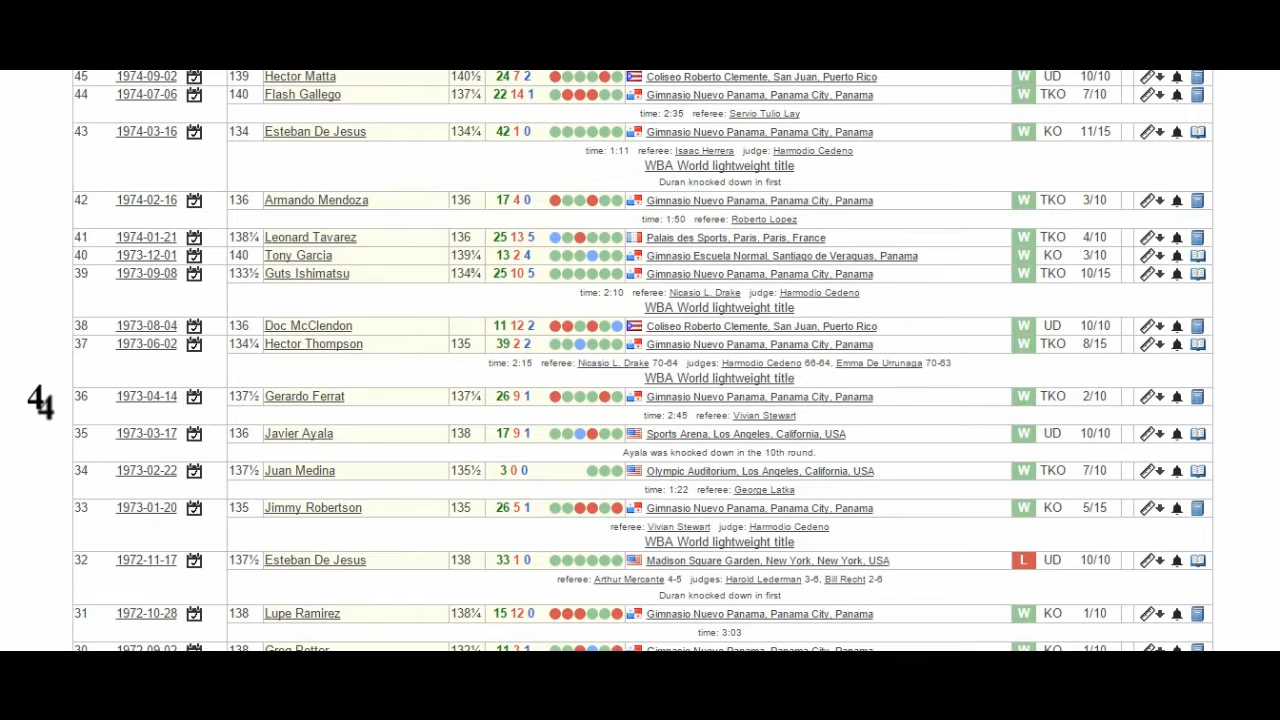 45 1974-09-02 139 Hector Matta 140½ 24 7 2 Coliseo Roberto Clemente, San Juan, Puerto Rico W UD 10/10
44 1974-07-06 140 Flash Gallego 137¼ 22 14 1 Gimnasio Nuevo Panama, Panama City, Panama W TKO 7/10
time: 2:35 referee: Servio Tulio Lay
43 1974-03-16 134 Esteban De Jesus 134¼ 42 1 0 Gimnasio Nuevo Panama, Panama City, Panama W KO 11/15
time: 1:11 referee: Isaac Herrera judge: Harmodio Cedeno
WBA World lightweight title
Duran knocked down in first
42 1974-02-16 136 Armando Mendoza 136 17 4 0 Gimnasio Nuevo Panama, Panama City, Panama W TKO 3/10
time: 1:50 referee: Roberto Lopez
41 1974-01-21 138¼ Leonard Tavarez 136 25 13 5 Palais des Sports, Paris, Paris, France W TKO 4/10
40 1973-12-01 140 Tony Garcia 139¼ 13 2 4 Gimnasio Escuela Normal, Santiago de Veraguas, Panama W KO 3/10
39 1973-09-08 133½ Guts Ishimatsu 134¾ 25 10 5 Gimnasio Nuevo Panama, Panama City, Panama W TKO 10/15
time: 2:10 referee: Nicasio L. Drake judge: Harmodio Cedeno
WBA World lightweight title
38 1973-08-04 136 Doc McClendon 11 12 2 Coliseo Roberto Clemente, San Juan, Puerto Rico W UD 10/10
37 1973-06-02 134¼ Hector Thompson 135 39 2 2 Gimnasio Nuevo Panama, Panama City, Panama W TKO 8/15
time: 2:15 referee: Nicasio L. Drake 70-64 judges: Harmodio Cedeno 66-64, Emma De Urrunaga 70-63
WBA World lightweight title
44
36 1973-04-14 137½ Gerardo Ferrat 137¼ 26 9 1 Gimnasio Nuevo Panama, Panama City, Panama W TKO 2/10
time: 2:45 referee: Vivian Stewart
35 1973-03-17 136 Javier Ayala 138 17 9 1 Sports Arena, Los Angeles, California, USA W UD 10/10
Ayala was knocked down in the 10th round.
34 1973-02-22 137½ Juan Medina 135½ 3 0 0 Olympic Auditorium, Los Angeles, California, USA W TKO 7/10
time: 1:22 referee: George Latka
33 1973-01-20 135 Jimmy Robertson 135 26 5 1 Gimnasio Nuevo Panama, Panama City, Panama W KO 5/15
referee: Vivian Stewart judge: Harmodio Cedeno
WBA World lightweight title
32 1972-11-17 137½ Esteban De Jesus 138 33 1 0 Madison Square Garden, New York, New York, USA L UD 10/10
referee: Arthur Mercante 4-5 judges: Harold Lederman 3-6, Bill Recht 2-6
Duran knocked down in first
31 1972-10-28 138 Lupe Ramirez 138¼ 15 12 0 Gimnasio Nuevo Panama, Panama City, Panama W KO 1/10
time: 3:03